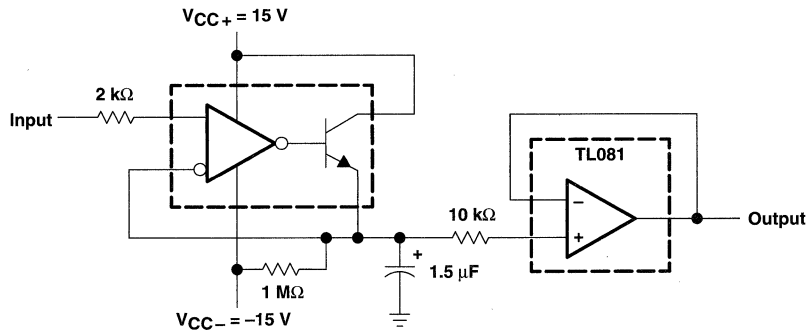 VCC+ = 15 V
2 kΩ
Input
TL081
−
+
10 kΩ
Output
+
1.5 µF
1 MΩ
VCC− = −15 V